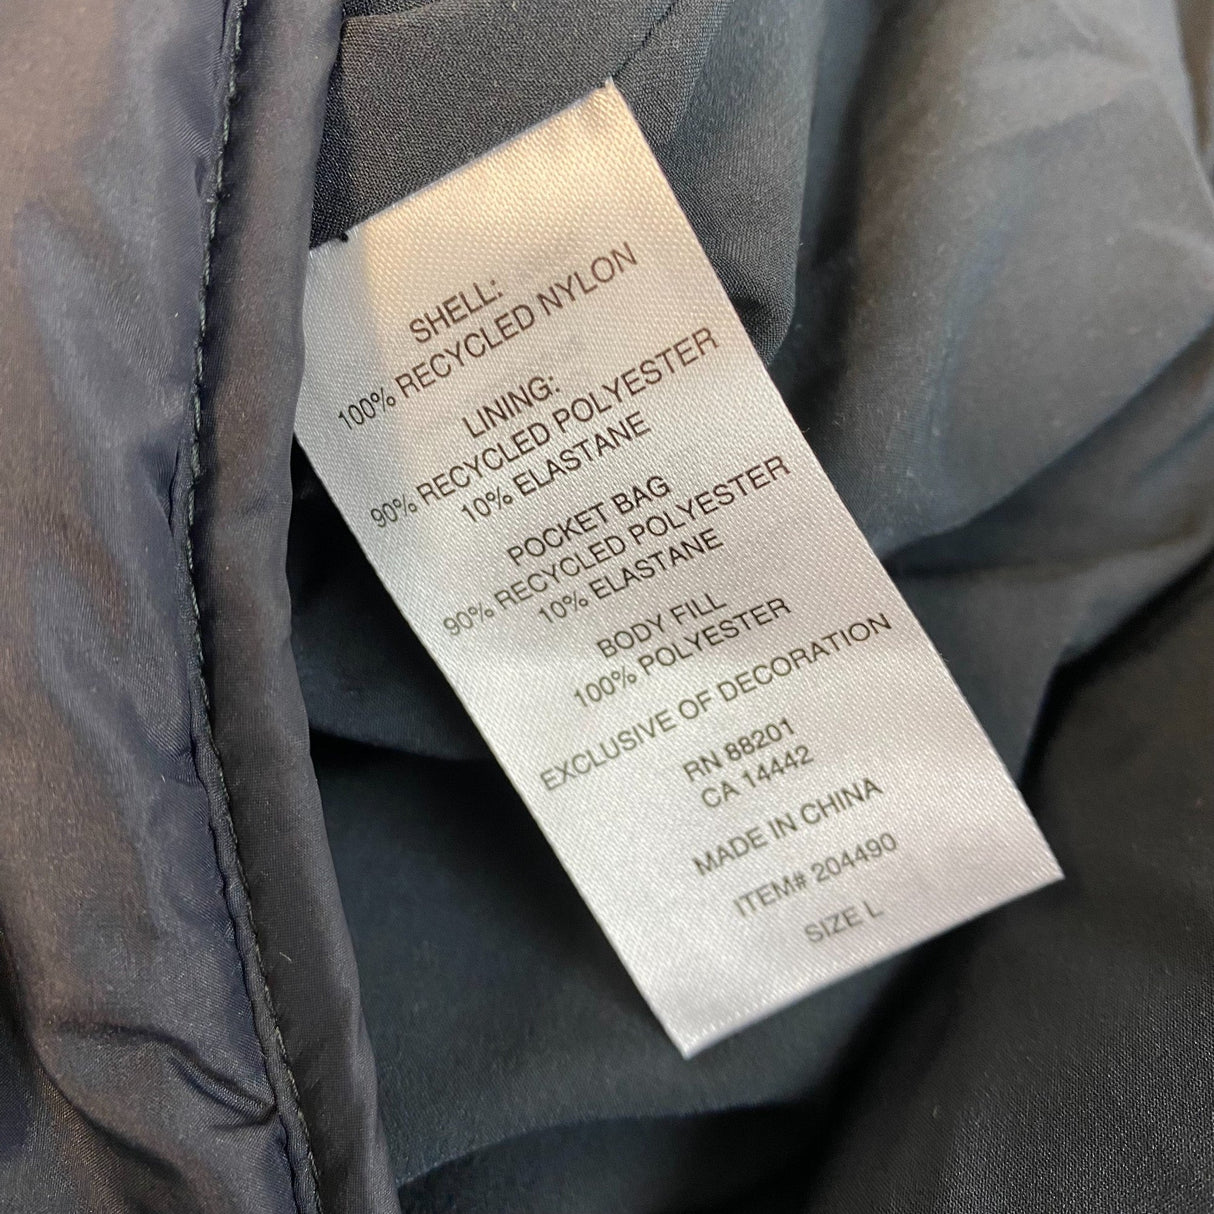 SHELL:
100% RECYCLED NYLON
LINING:
90% RECYCLED POLYESTER
10% ELASTANE
POCKET BAG
90% RECYCLED POLYESTER
10% ELASTANE
BODY FILL
100% POLYESTER
EXCLUSIVE OF DECORATION
RN 88201
CA 14442
MADE IN CHINA
ITEM# 204490
SIZE L